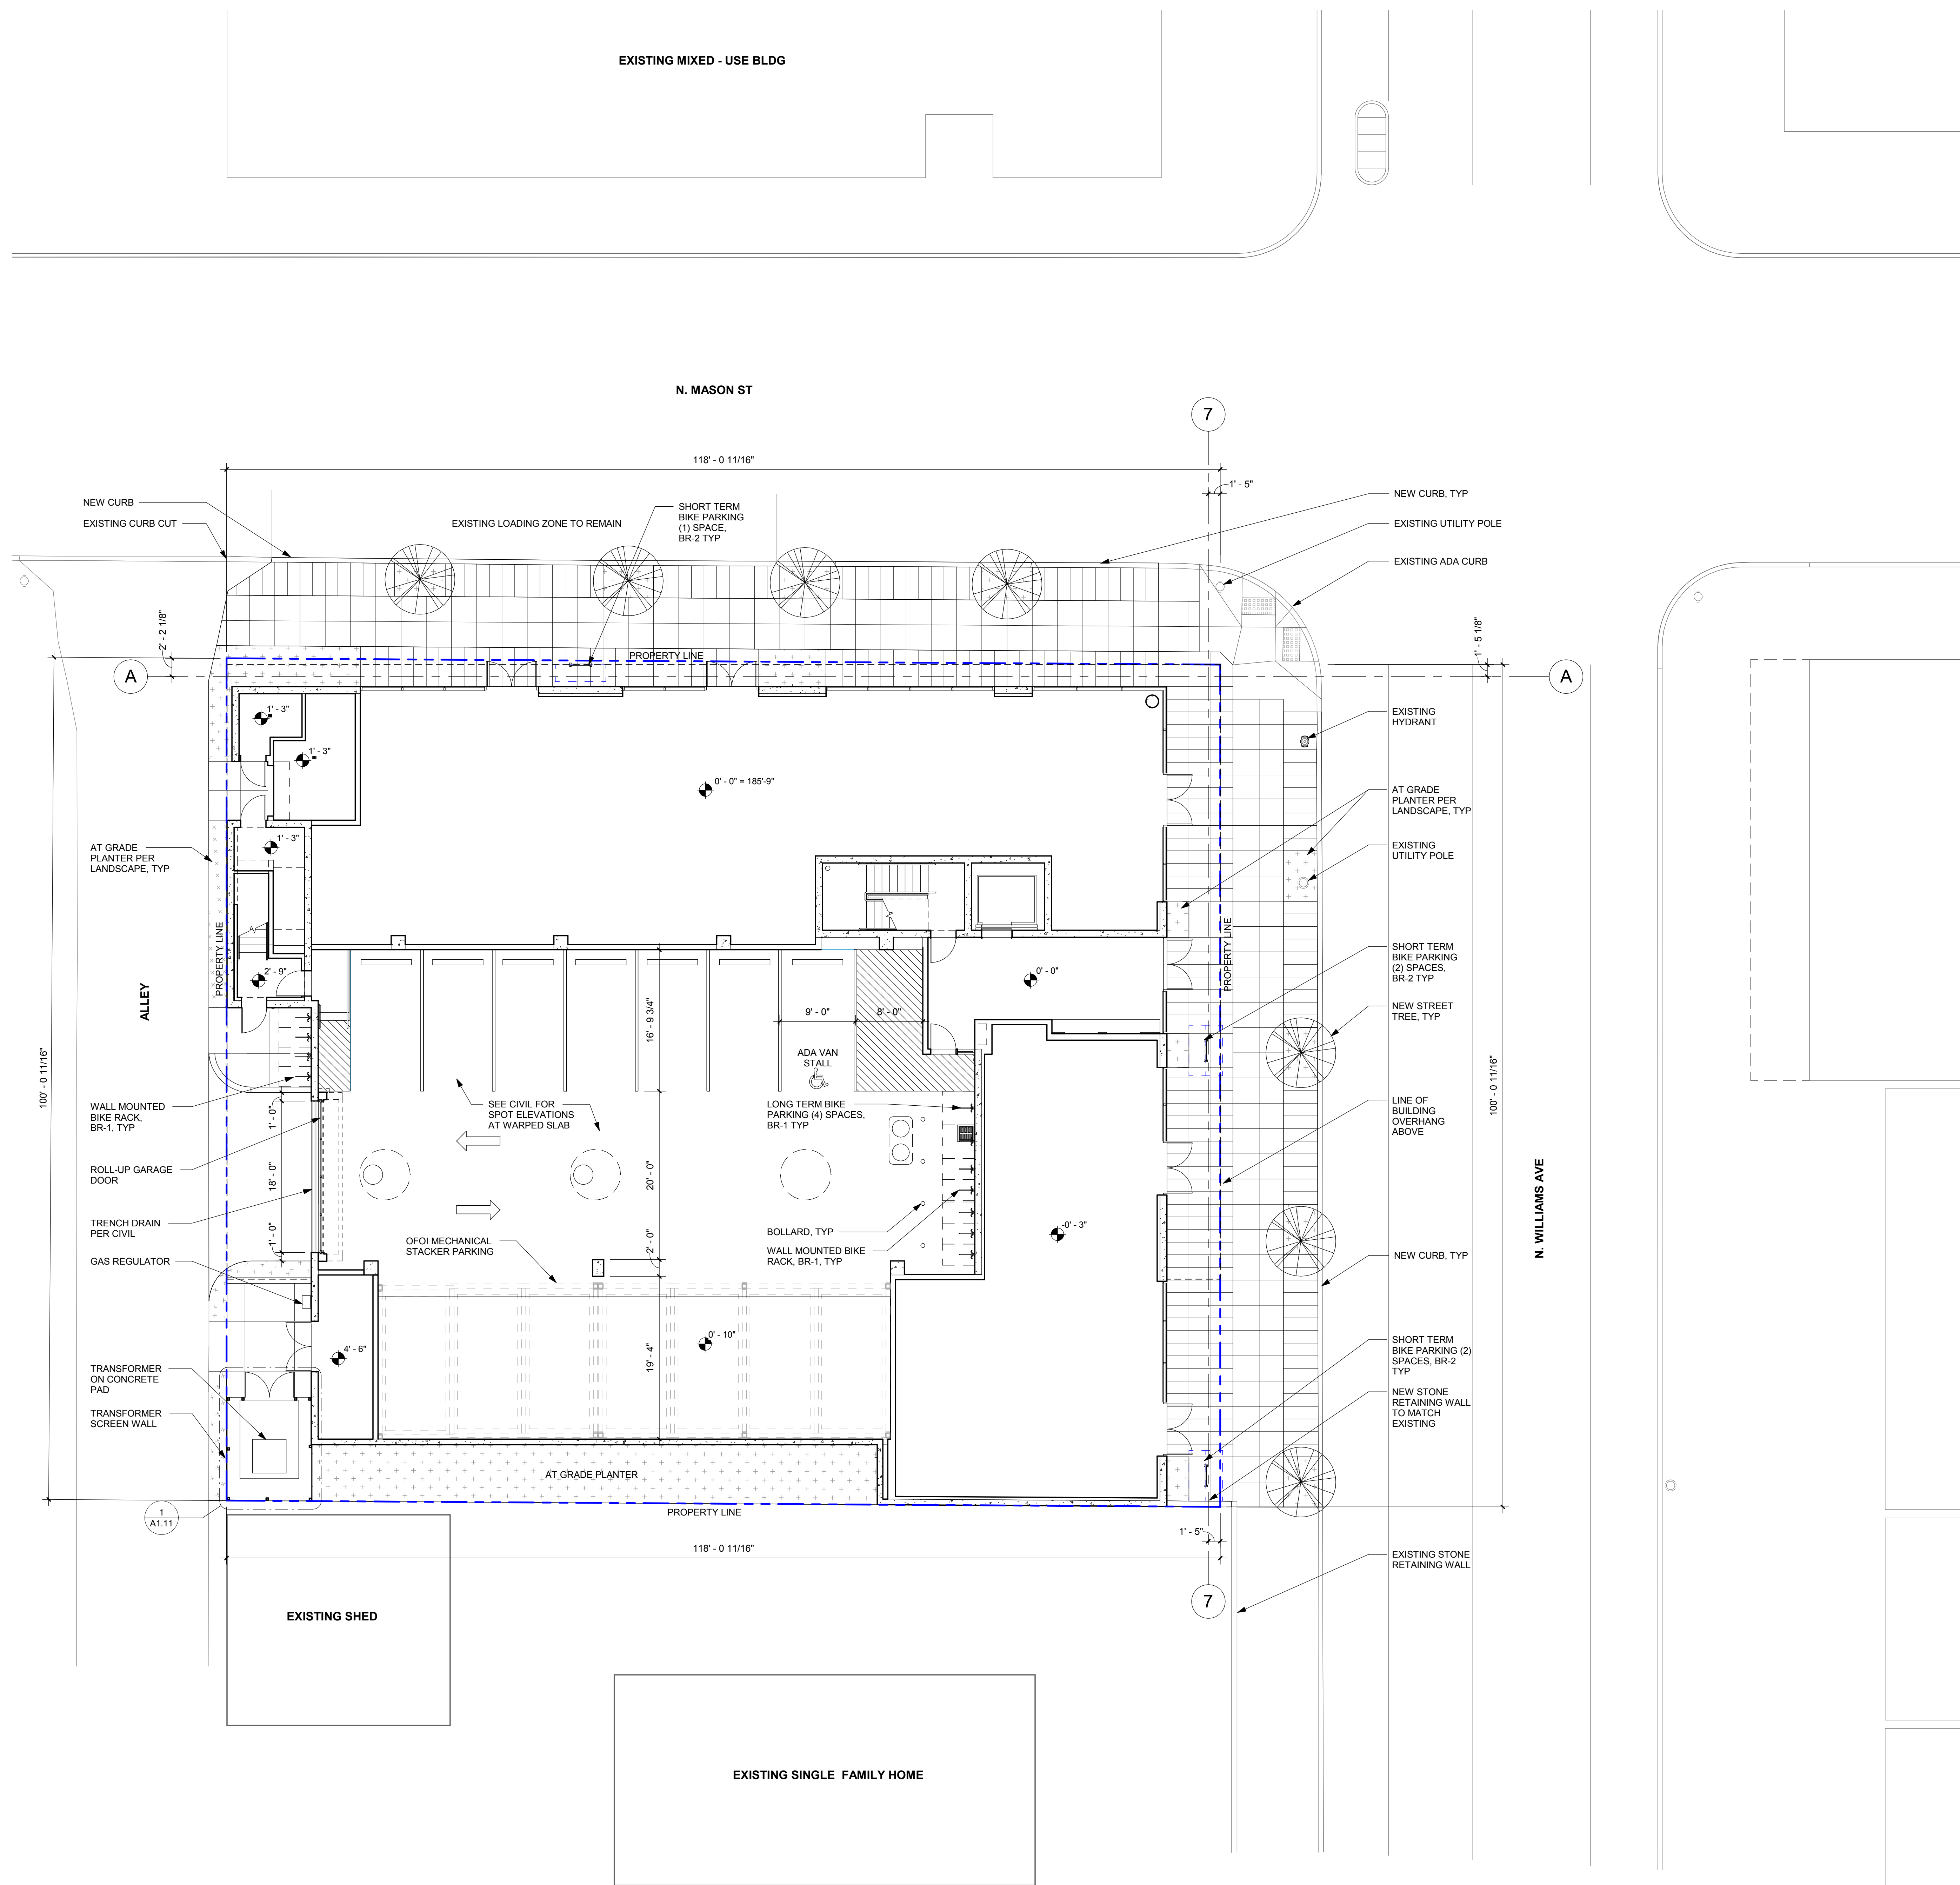 EXISTING MIXED - USE BLDG
N. MASON ST
7
118' - 0 11/16"
1' - 5"
NEW CURB
EXISTING CURB CUT
EXISTING LOADING ZONE TO REMAIN
SHORT TERM
BIKE PARKING
(1) SPACE,
BR-2 TYP
NEW CURB, TYP
EXISTING UTILITY POLE
EXISTING ADA CURB
2' - 2 1/8"
1' - 5 1/8"
PROPERTY LINE
A
A
1' - 3"
1' - 3"
0' - 0" = 185'-9"
1' - 3"
EXISTING
HYDRANT
AT GRADE
PLANTER PER
LANDSCAPE, TYP
AT GRADE
PLANTER PER
LANDSCAPE, TYP
EXISTING
UTILITY POLE
PROPERTY LINE
PROPERTY LINE
ALLEY
2' - 9"
0' - 0"
SHORT TERM
BIKE PARKING
(2) SPACES,
BR-2 TYP
NEW STREET
TREE, TYP
16' - 9 3/4"
9' - 0"
8' - 0"
ADA VAN
STALL
100' - 0 11/16"
100' - 0 11/16"
WALL MOUNTED
BIKE RACK,
BR-1, TYP
1' - 0"
SEE CIVIL FOR
SPOT ELEVATIONS
AT WARPED SLAB
LONG TERM BIKE
PARKING (4) SPACES,
BR-1 TYP
LINE OF
BUILDING
OVERHANG
ABOVE
ROLL-UP GARAGE
DOOR
18' - 0"
20' - 0"
N. WILLIAMS AVE
TRENCH DRAIN
PER CIVIL
1' - 0"
2' - 0"
BOLLARD, TYP
-0' - 3"
OFOI MECHANICAL
STACKER PARKING
WALL MOUNTED BIKE
RACK, BR-1, TYP
GAS REGULATOR
NEW CURB, TYP
4' - 6"
19' - 4"
0' - 10"
SHORT TERM
BIKE PARKING (2)
SPACES, BR-2
TYP
TRANSFORMER
ON CONCRETE
PAD
NEW STONE
RETAINING WALL
TO MATCH
EXISTING
TRANSFORMER
SCREEN WALL
AT GRADE PLANTER
PROPERTY LINE
1
A1.11
1' - 5"
118' - 0 11/16"
EXISTING STONE
RETAINING WALL
7
EXISTING SHED
EXISTING SINGLE FAMILY HOME